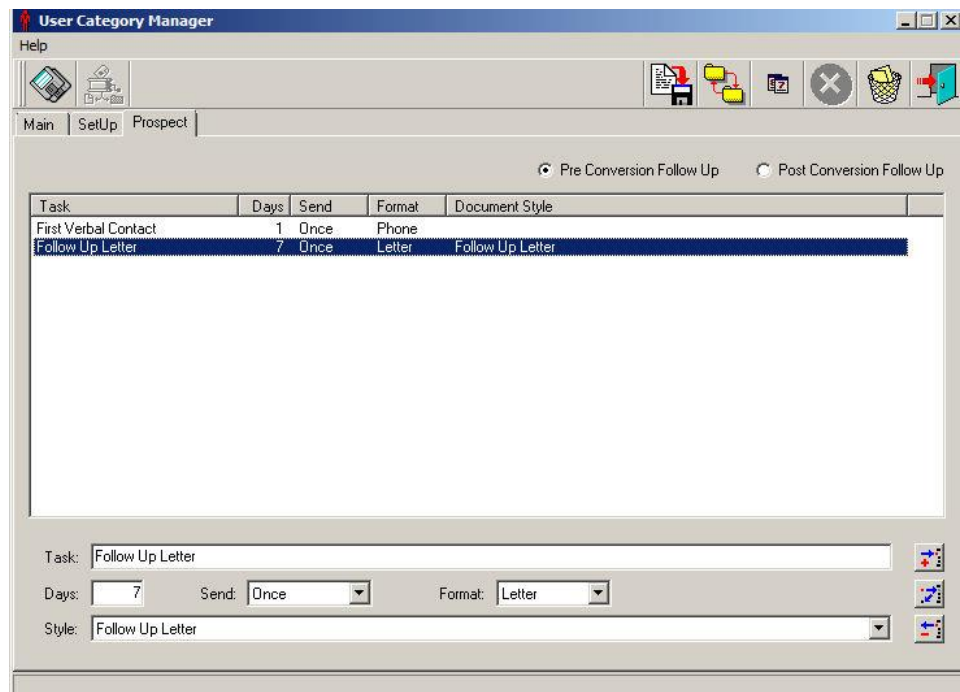 User Category Manager
Help
Main SetUp Prospect
Pre Conversion Follow Up Post Conversion Follow Up
Task Days Send Format Document Style
First Verbal Contact 1 Once Phone
Follow Up Letter 7 Once Letter Follow Up Letter
Task: Follow Up Letter
Days: 7 Send: Once Format: Letter
Style: Follow Up Letter